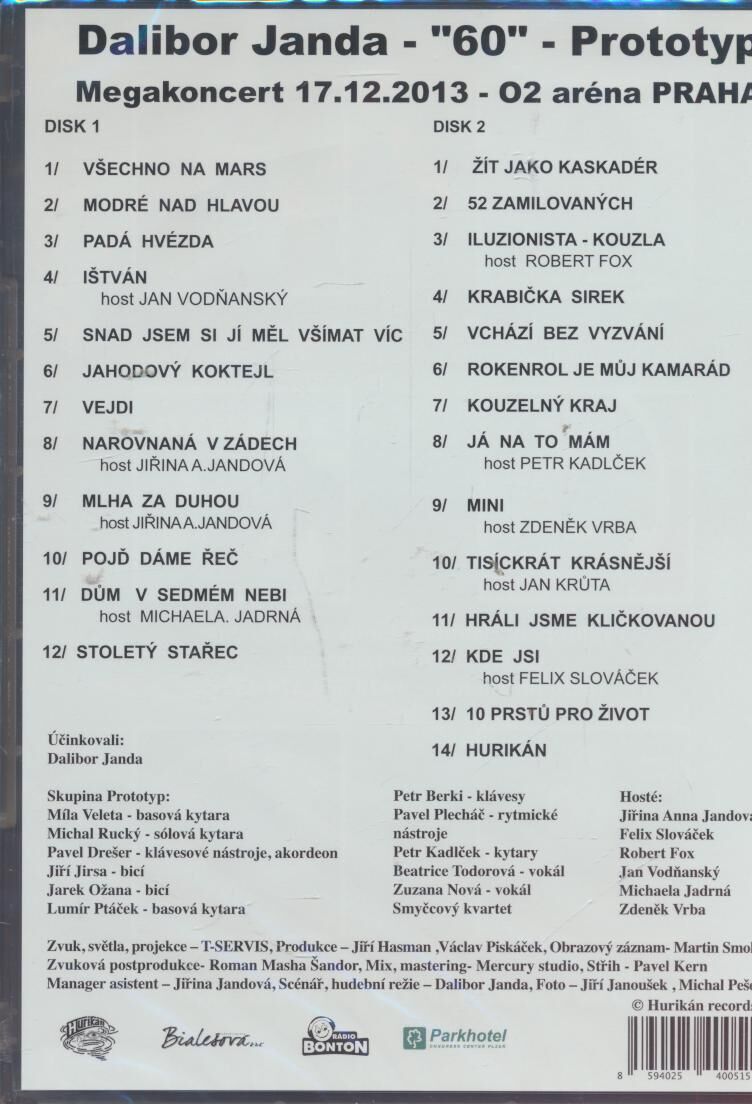 Dalibor Janda - "60" - Prototyp
Megakoncert 17.12.2013 - O2 aréna PRAHA
DISK 1
1/ VŠECHNO NA MARS
2/ MODRÉ NAD HLAVOU
3/ PADÁ HVÉZDA
4/ IŠTVÁN
host JAN VODŇANSKÝ
5/ SNAD JSEM SI JÍ MĚL VŠÍMAT VÍC
6/ JAHODOVÝ KOKTEJL
7/ VEJDI
8/ NAROVNANÁ V ZÁDECH
host JIŘINA A.JANDOVÁ
9/ MLHA ZA DUHOU
host JIŘINA A.JANDOVÁ
10/ POJĎ DÁME ŘEČ
11/ DŮM V SEDMÉM NEBI
host MICHAELA. JADRNÁ
12/ STOLETÝ STAŘEC
DISK 2
1/ ŽÍT JAKO KASKADÉR
2/ 52 ZAMILOVANÝCH
3/ ILUZIONISTA - KOUZLA
host ROBERT FOX
4/ KRABIČKA SIREK
5/ VCHÁZÍ BEZ VYZVÁNÍ
6/ ROKENROL JE MŮJ KAMARÁD
7/ KOUZELNÝ KRAJ
8/ JÁ NA TO MÁM
host PETR KADLČEK
9/ MINI
host ZDENĚK VRBA
10/ TISÍCKRÁT KRÁSNĚJŠÍ
host JAN KRŮTA
11/ HRÁLI JSME KLIČKOVANOU
12/ KDE JSI
host FELIX SLOVÁČEK
13/ 10 PRSTŮ PRO ŽIVOT
14/ HURIKÁN
Účinkovali:
Dalibor Janda
Skupina Prototyp:
Míla Veleta - basová kytara
Michal Rucký - sólová kytara
Pavel Drešer - klávesové nástroje, akordeon
Jiří Jirsa - bicí
Jarek Ožana - bicí
Lumír Ptáček - basová kytara
Petr Berki - klávesy
Pavel Plecháč - rytmické
nástroje
Petr Kadlček - kytary
Beatrice Todorová - vokál
Zuzana Nová - vokál
Smyčcový kvartet
Hosté:
Jiřina Anna Jandová
Felix Slováček
Robert Fox
Jan Vodňanský
Michaela Jadrná
Zdeněk Vrba
Zvuk, světla, projekce – T-SERVIS, Produkce – Jiří Hasman ,Václav Piskáček, Obrazový záznam- Martin Smol
Zvuková postprodukce- Roman Masha Šandor, Mix, mastering- Mercury studio, Střih - Pavel Kern
Manager asistent – Jiřina Jandová, Scénář, hudební režie – Dalibor Janda, Foto – Jiří Janoušek , Michal Peše
© Hurikán records
Hurikán
Bialešová
RÁDIO
BONTON
Parkhotel
CONGRESS CENTER PLZEŇ
8 594025 400515